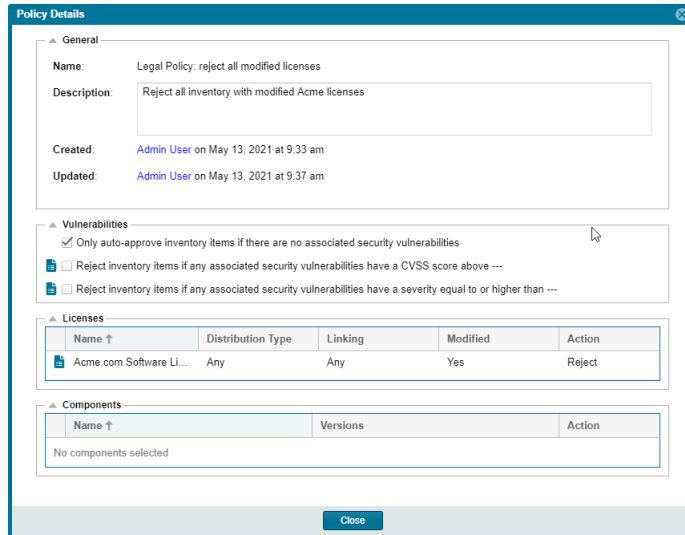 Policy Details
General
Name: Legal Policy: reject all modified licenses
Description: Reject all inventory with modified Acme licenses
Created: Admin User on May 13, 2021 at 9:33 am
Updated: Admin User on May 13, 2021 at 9:37 am
Vulnerabilities
Only auto-approve inventory items if there are no associated security vulnerabilities
Reject inventory items if any associated security vulnerabilities have a CVSS score above ---
Reject inventory items if any associated security vulnerabilities have a severity equal to or higher than ---
Licenses
Name ↑ Distribution Type Linking Modified Action
Acme.com Software Li... Any Any Yes Reject
Components
Name ↑ Versions Action
No components selected
Close